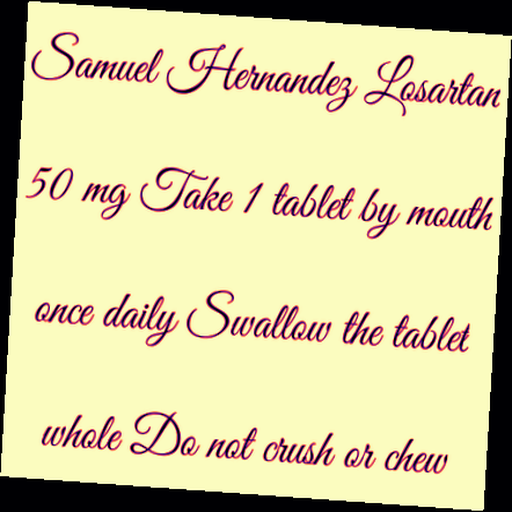 Samuel Hernandez Losartan
50 mg Take 1 tablet by mouth
once daily Swallow the tablet
whole Do not crush or chew